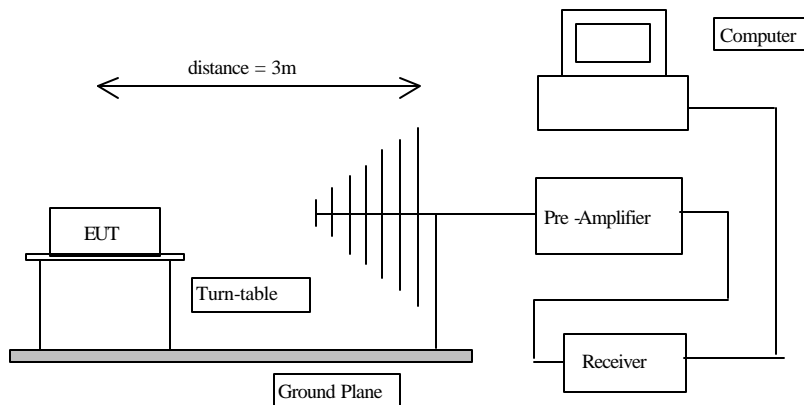 Computer
distance = 3m
Pre -Amplifier
EUT
Turn-table
Receiver
Ground Plane